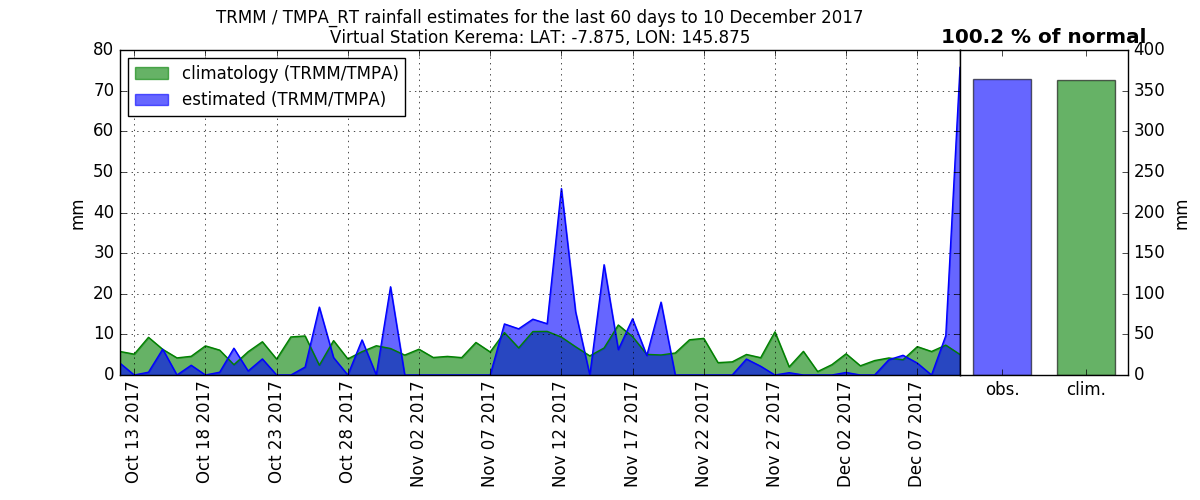 TRMM / TMPA_RT rainfall estimates for the last 60 days to 10 December 2017
Virtual Station Kerema: LAT: -7.875, LON: 145.875
100.2 % of normal
climatology (TRMM/TMPA)
estimated (TRMM/TMPA)
mm
80
70
60
50
40
30
20
10
0
Oct 13 2017
Oct 18 2017
Oct 23 2017
Oct 28 2017
Nov 02 2017
Nov 07 2017
Nov 12 2017
Nov 17 2017
Nov 22 2017
Nov 27 2017
Dec 02 2017
Dec 07 2017
obs.
clim.
400
350
300
250
200
150
100
50
0
mm